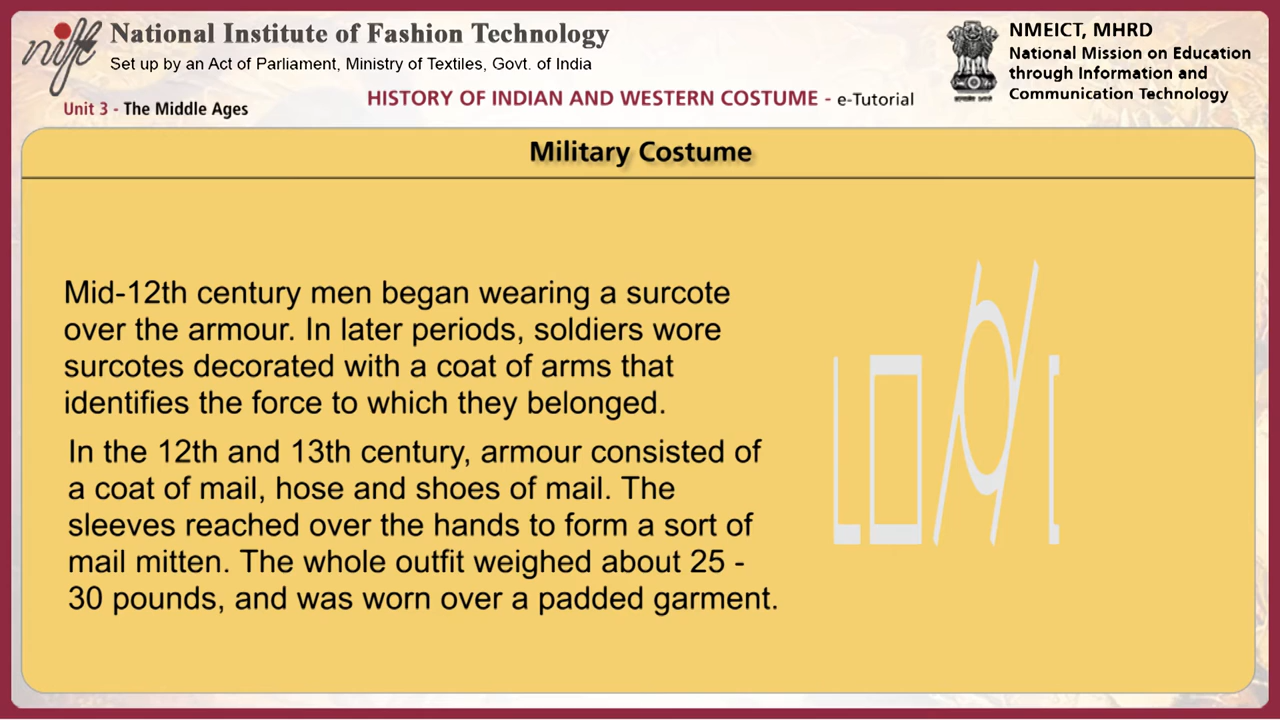 nift
National Institute of Fashion Technology
Set up by an Act of Parliament, Ministry of Textiles, Govt. of India
Unit 3 - The Middle Ages
HISTORY OF INDIAN AND WESTERN COSTUME - e-Tutorial
NMEICT, MHRD
National Mission on Education
through Information and
Communication Technology
Military Costume
Mid-12th century men began wearing a surcote
over the armour. In later periods, soldiers wore
surcotes decorated with a coat of arms that
identifies the force to which they belonged.
In the 12th and 13th century, armour consisted of
a coat of mail, hose and shoes of mail. The
sleeves reached over the hands to form a sort of
mail mitten. The whole outfit weighed about 25 -
30 pounds, and was worn over a padded garment.